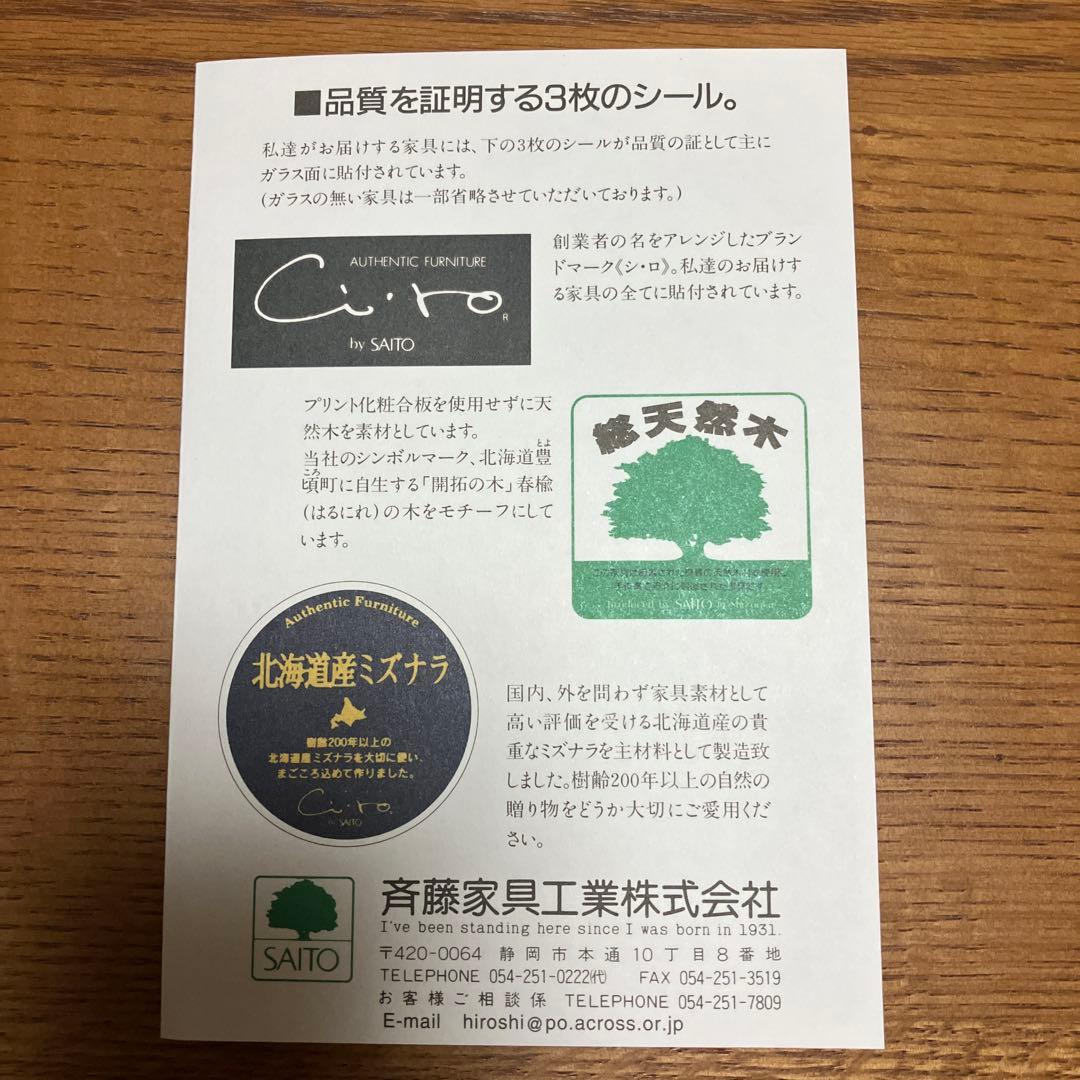 ■品質を証明する3枚のシール。
私達がお届けする家具には、下の3枚のシールが品質の証として主に
ガラス面に貼付されています。
(ガラスの無い家具は一部省略させていただいております。)
AUTHENTIC FURNITURE
Ci・ro
R
by SAITO
創業者の名をアレンジしたブラン
ドマーク《シ・ロ》。私達のお届けす
る家具の全てに貼付されています。
プリント化粧合板を使用せずに天
然木を素材としています。
当社のシンボルマーク、北海道豊
とよ
頃町に自生する「開拓の木」春楡
ころ
(はるにれ)の木をモチーフにして
います。
総天然木
produced by SAITO
Authentic Furniture
北海道産ミズナラ
樹齢200年以上の
北海道産ミズナラを大切に使い、
まごころ込めて作りました。
Ci・ro
by SAITO
国内、外を問わず家具素材として
高い評価を受ける北海道産の貴
重なミズナラを主材料として製造致
しました。樹齢200年以上の自然の
贈り物をどうか大切にご愛用くだ
さい。
SAITO
斉藤家具工業株式会社
I've been standing here since I was born in 1931.
〒420-0064 静岡市本通10丁目8番地
TELEPHONE 054-251-0222㈹ FAX 054-251-3519
お客様ご相談係 TELEPHONE 054-251-7809
E-mail hiroshi@po.across.or.jp